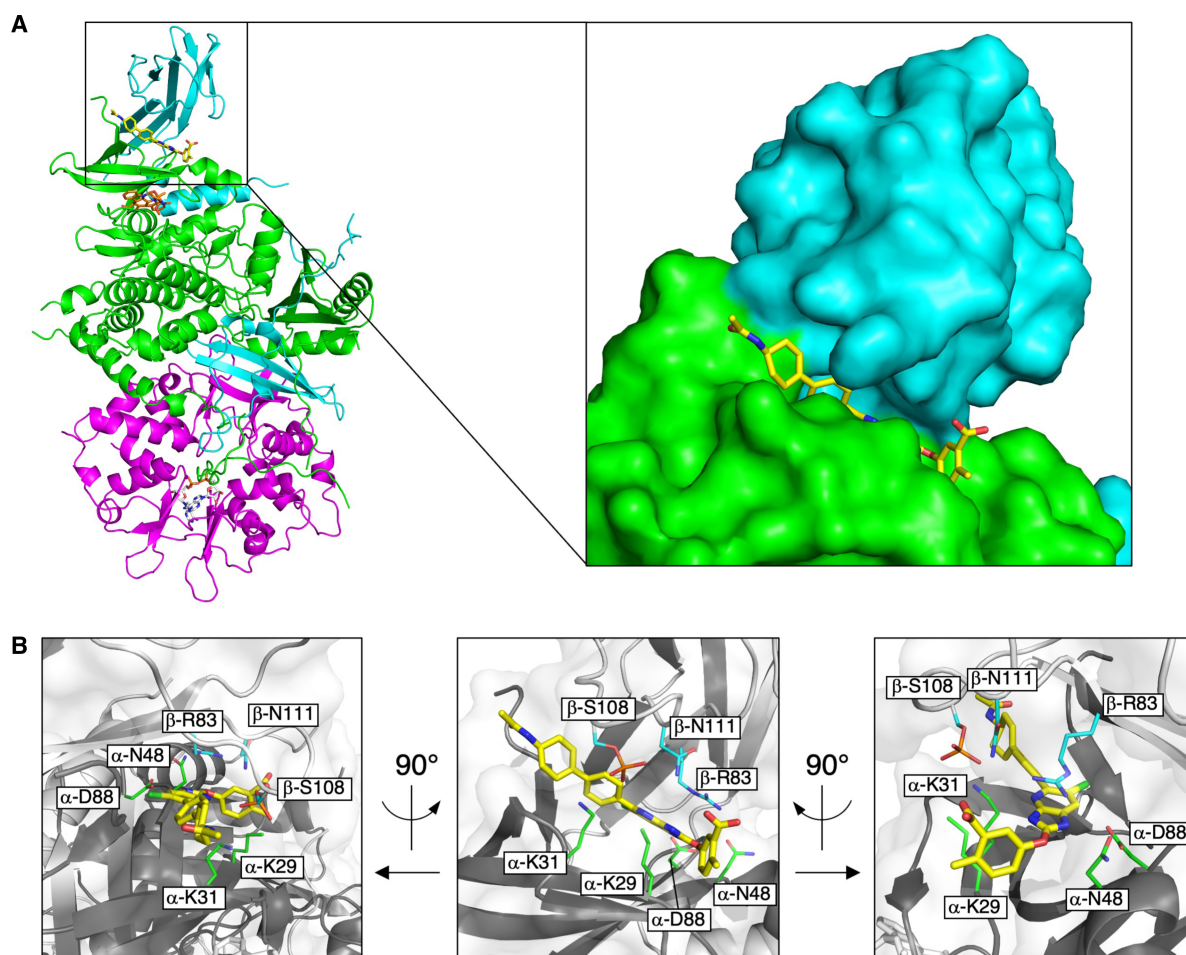 A
B
β-R83
β-N111
α-N48
α-D88
β-S108
α-K29
α-K31
90°
β-S108
β-N111
β-R83
α-K31
α-K29
α-N48
α-D88
90°
β-S108
β-N111
β-R83
α-K31
α-D88
α-K29
α-N48